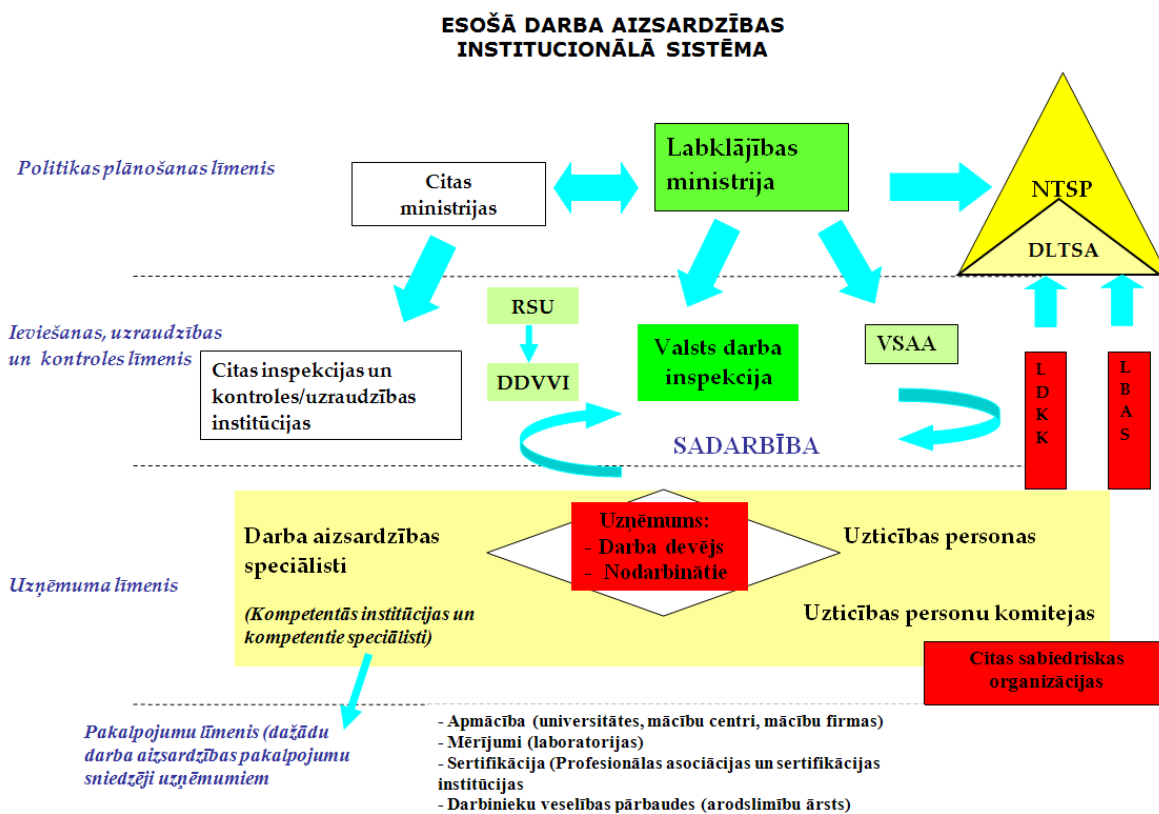 ESOŠĀ DARBA AIZSARDZĪBAS
INSTITUCIONĀLĀ SISTĒMA
Politikas plānošanas līmenis
Citas
ministrijas
Labklājības
ministrija
NTSP
DLTSA
Ieviešanas, uzraudzības
un kontroles līmenis
RSU
DDVVI
Citas inspekcijas un
kontroles/uzraudzības
institūcijas
Valsts darba
inspekcija
VSAA
L
D
K
K
L
B
A
S
SADARBĪBA
Uzņēmuma līmenis
Darba aizsardzības
speciālisti
(Kompetentās institūcijas un
kompetentie speciālisti)
Uzņēmums:
- Darba devējs
- Nodarbinātie
Uzticības personas
Uzticības personu komitejas
Citas sabiedriskas
organizācijas
Pakalpojumu līmenis (dažādu
darba aizsardzības pakalpojumu
sniedzēji uzņēmumiem
- Apmācība (universitātes, mācību centri, mācību firmas)
- Mērījumi (laboratorijas)
- Sertifikācija (Profesionālas asociācijas un sertifikācijas
institūcijas
- Darbinieku veselības pārbaudes (arodslimību ārsts)